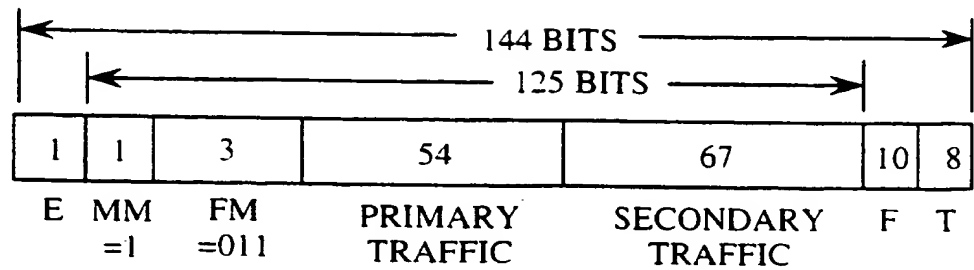 144 BITS
125 BITS
1 1 3 54 67 10 8
E MM =1 FM =011 PRIMARY TRAFFIC SECONDARY TRAFFIC F T